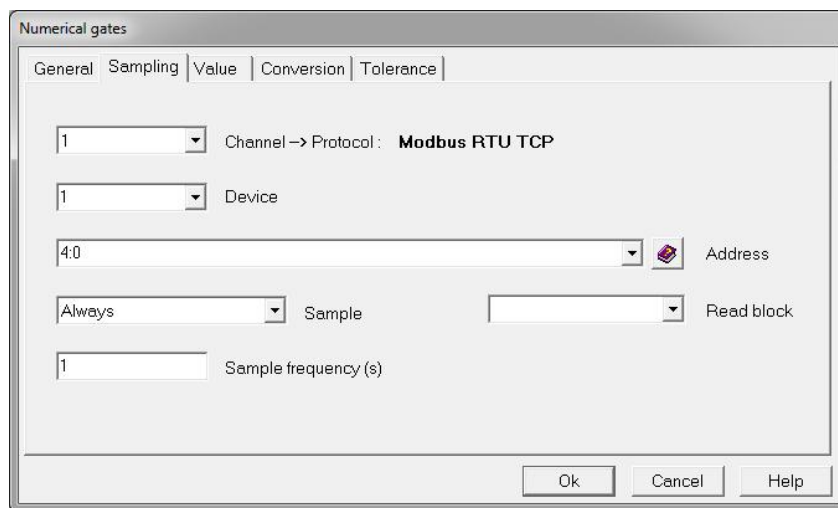 Numerical gates
General Sampling Value Conversion Tolerance
1 Channel --> Protocol : Modbus RTU TCP
1 Device
4:0 Address
Always Sample Read block
1 Sample frequency (s)
Ok Cancel Help